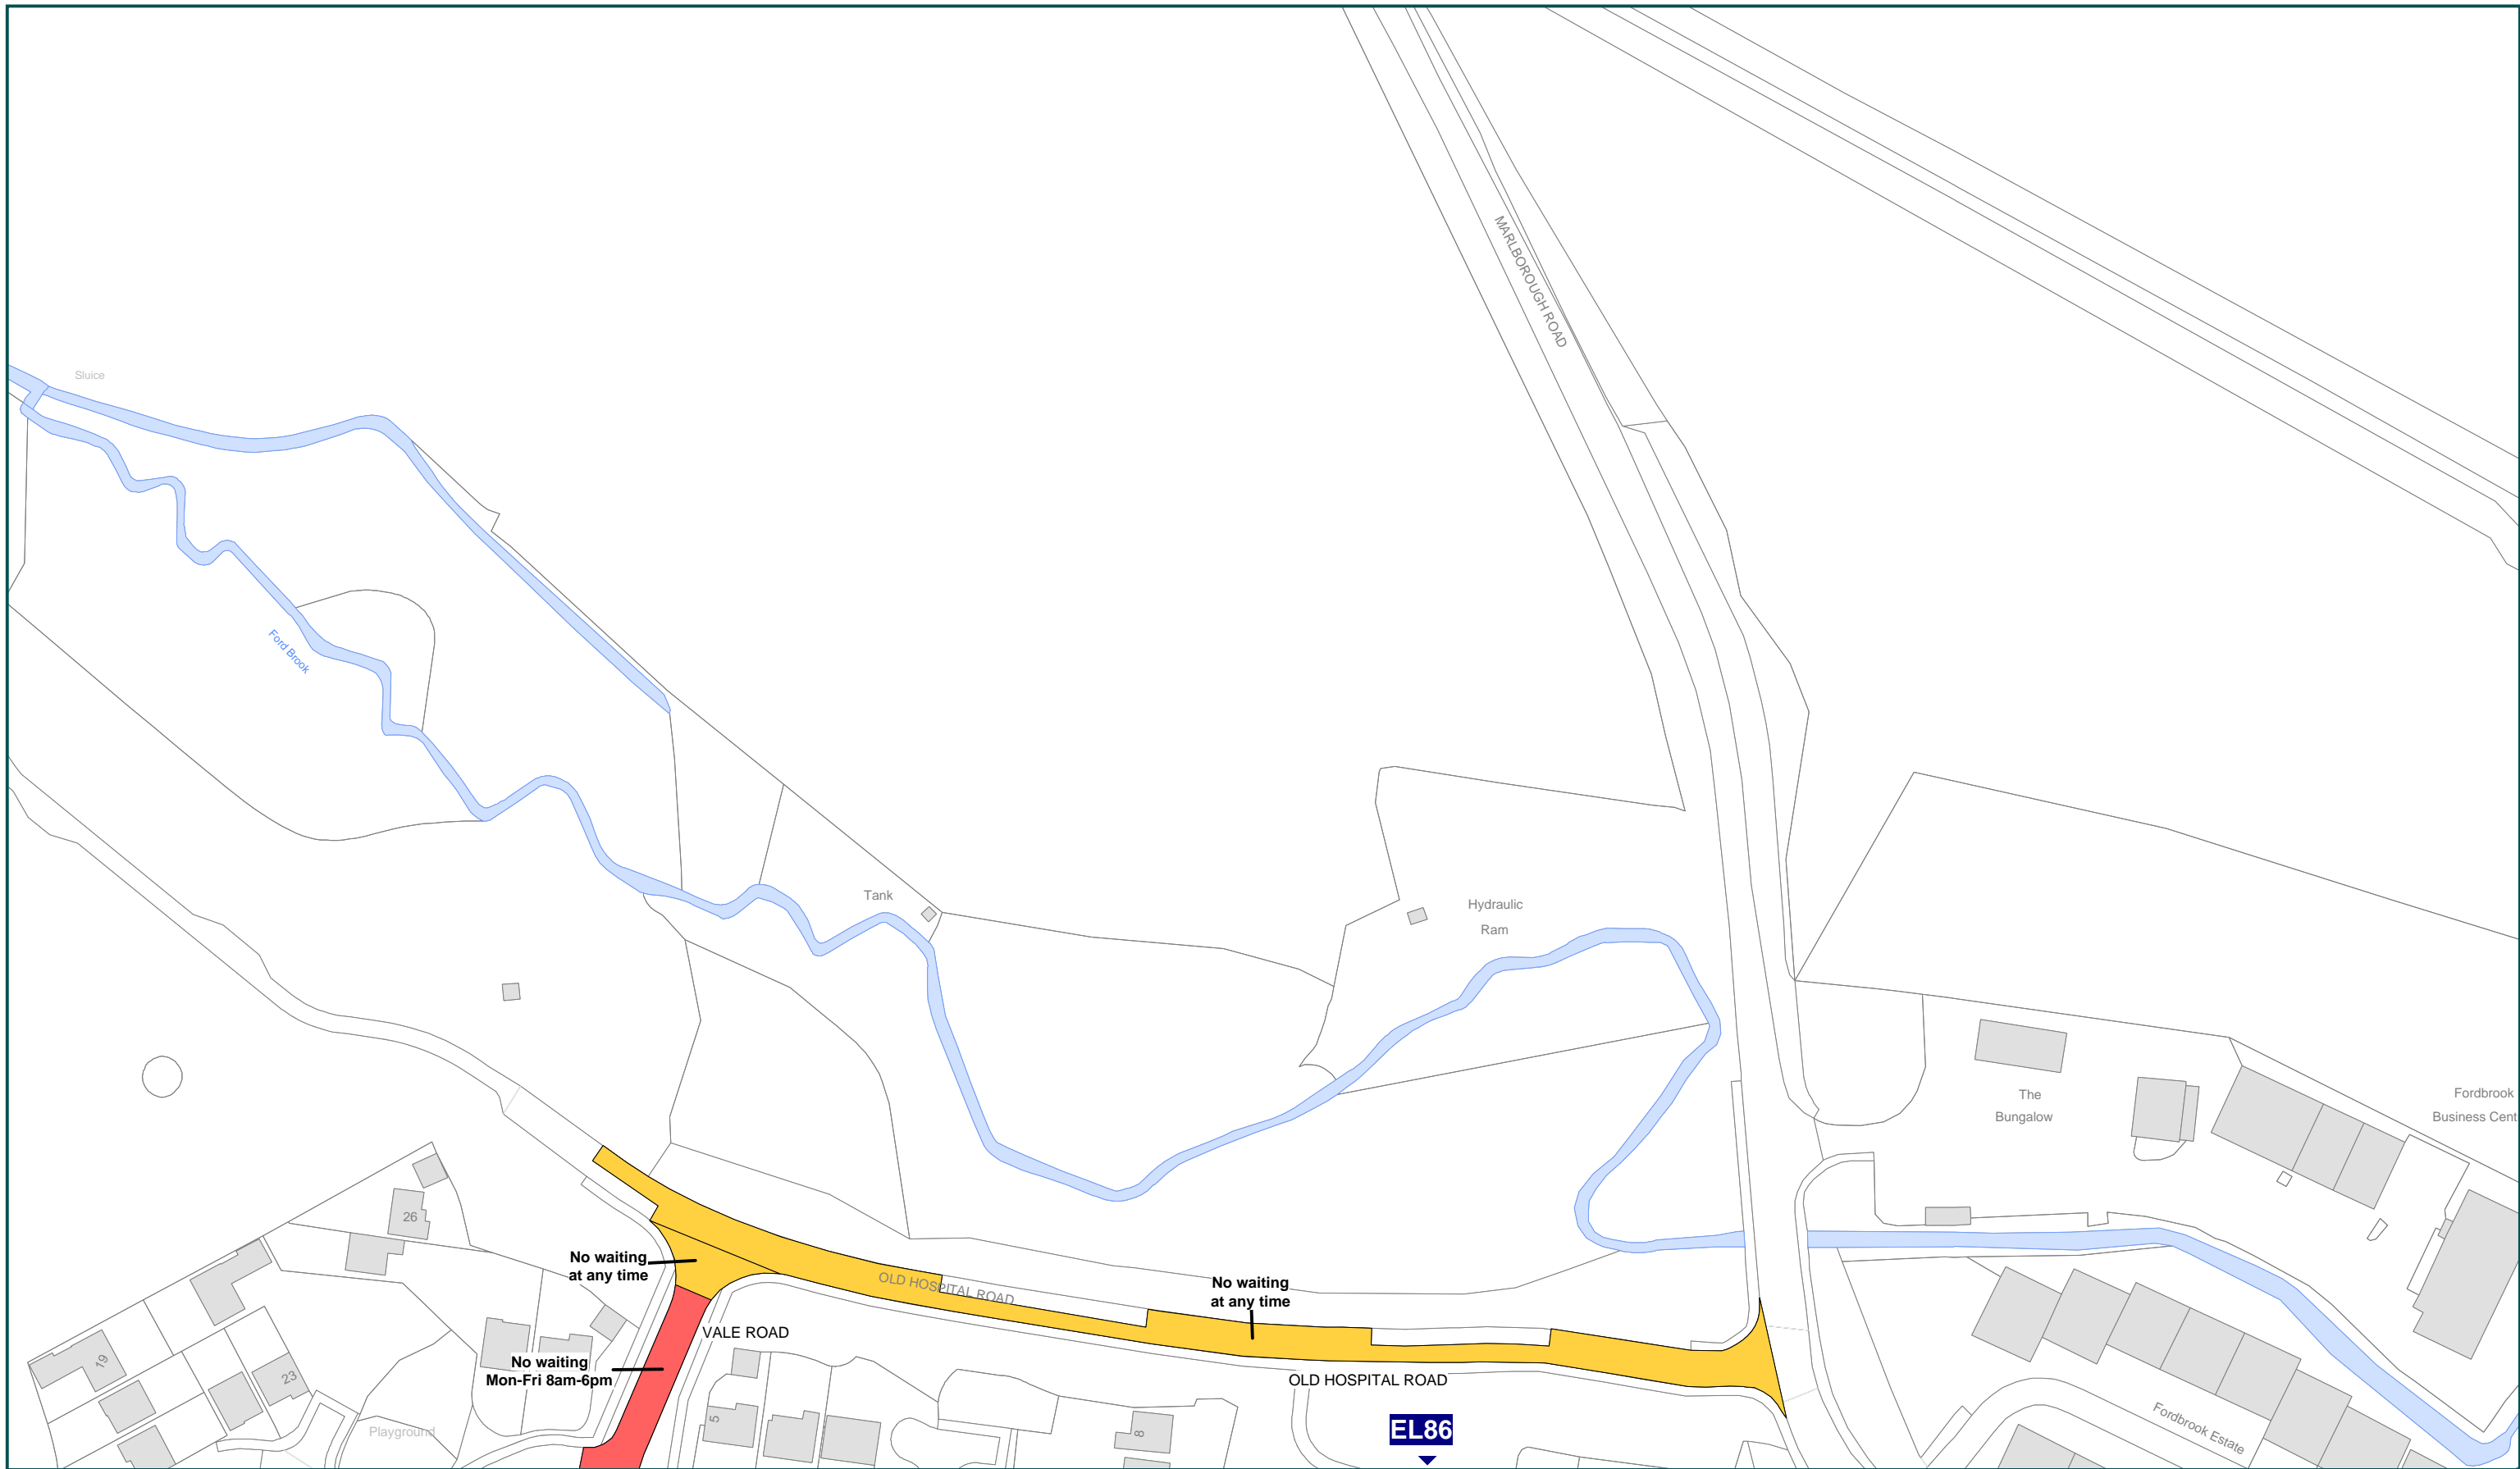 MARLBOROUGH ROAD
Sluice
Ford Brook
Tank
Hydraulic
Ram
The
Bungalow
Fordbrook
Business Cent
26
No waiting
at any time
OLD HOSPITAL ROAD
No waiting
at any time
VALE ROAD
No waiting
Mon-Fri 8am-6pm
19
23
OLD HOSPITAL ROAD
Playground
5
8
EL86
Fordbrook Estate